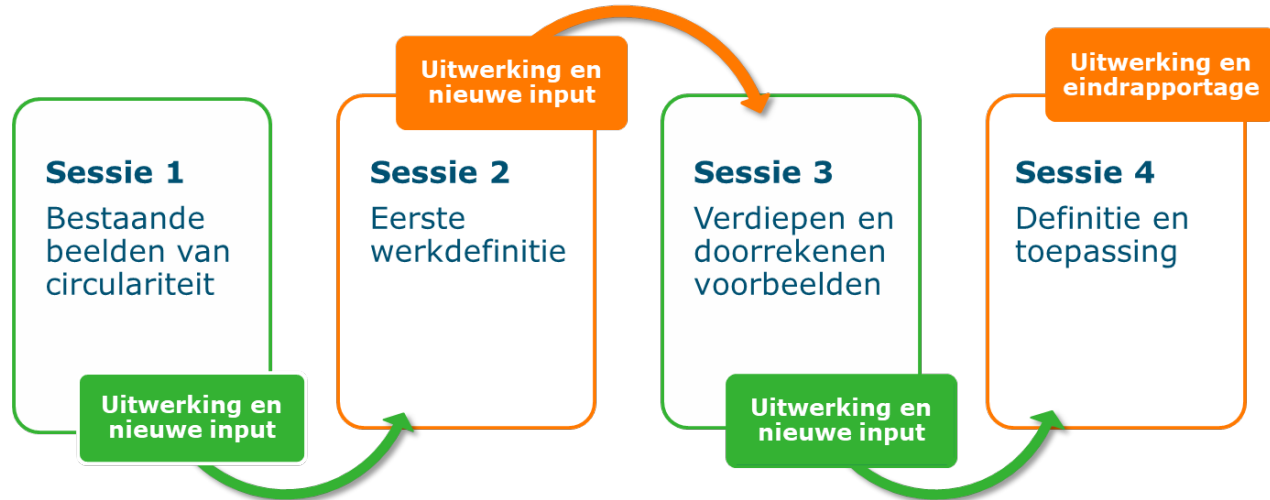 Sessie 1
Bestaande
beelden van
circulariteit
Uitwerking en
nieuwe input
Sessie 2
Eerste
werkdefinitie
Uitwerking en
nieuwe input
Sessie 3
Verdiepen en
doorrekenen
voorbeelden
Uitwerking en
nieuwe input
Sessie 4
Definitie en
toepassing
Uitwerking en
eindrapportage